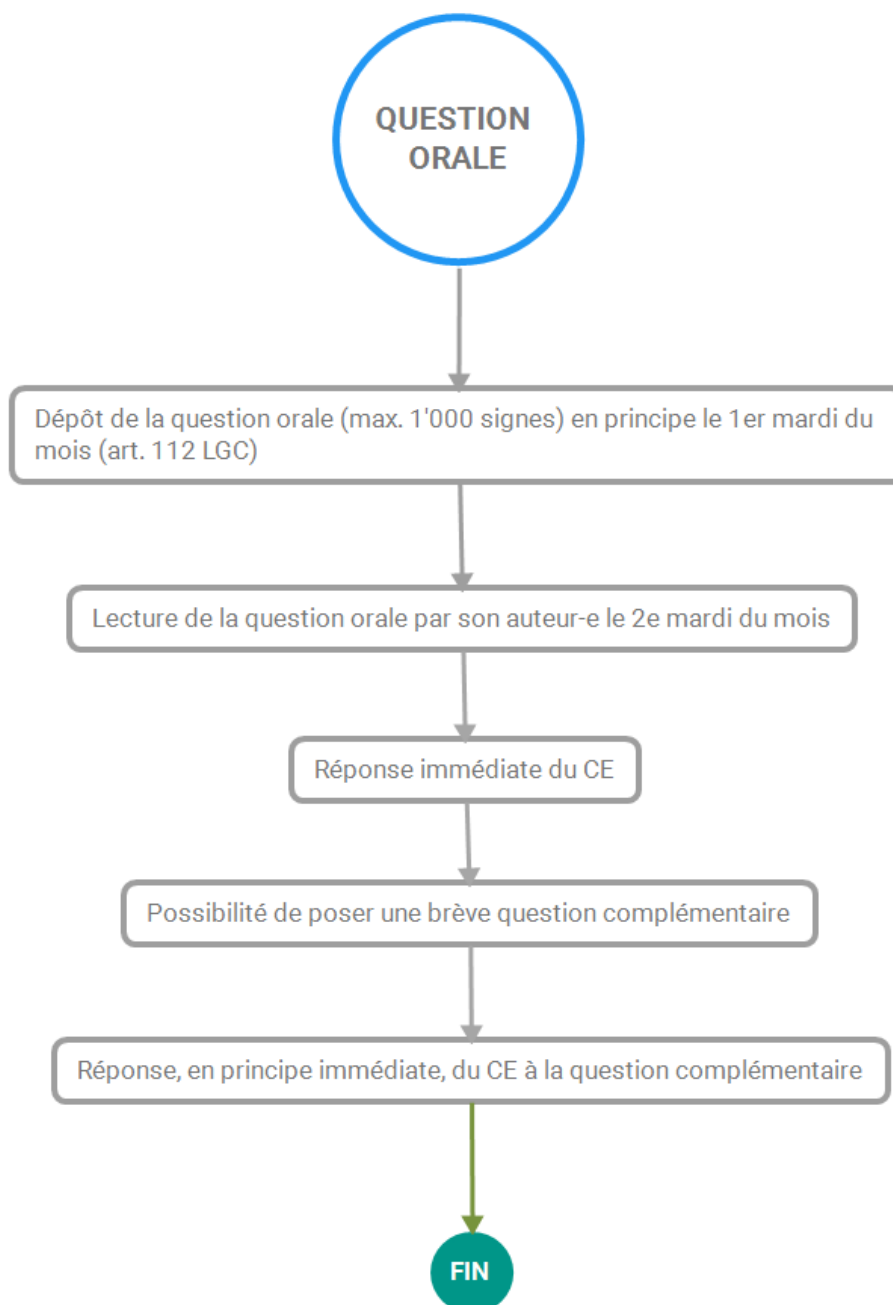 QUESTION
ORALE
Dépôt de la question orale (max. 1'000 signes) en principe le 1er mardi du
mois (art. 112 LGC)
Lecture de la question orale par son auteur-e le 2e mardi du mois
Réponse immédiate du CE
Possibilité de poser une brève question complémentaire
Réponse, en principe immédiate, du CE à la question complémentaire
FIN